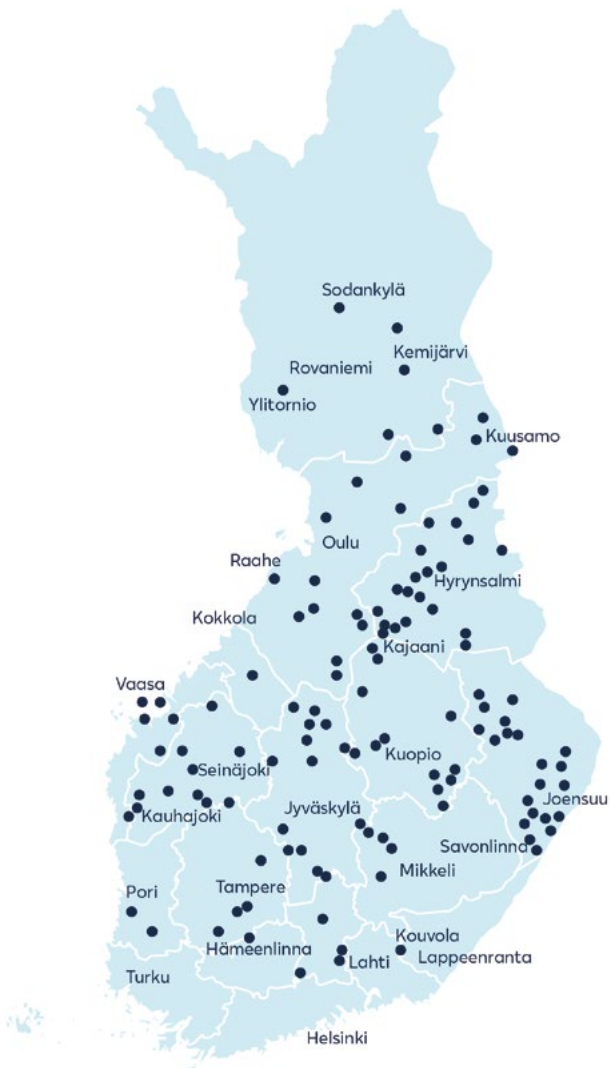 Sodankylä
Kemijärvi
Rovaniemi
Ylitornio
Kuusamo
Oulu
Raahe
Hyrynsalmi
Kokkola
Kajaani
Vaasa
Kuopio
Seinäjoki
Joensuu
Jyväskylä
Kauhajoki
Savonlinna
Mikkeli
Tampere
Pori
Kouvola
Hämeenlinna
Lappeenranta
Lahti
Turku
Helsinki